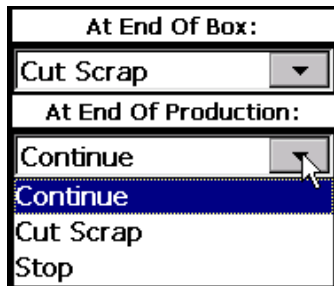 At End Of Box:
Cut Scrap
At End Of Production:
Continue
Continue
Cut Scrap
Stop